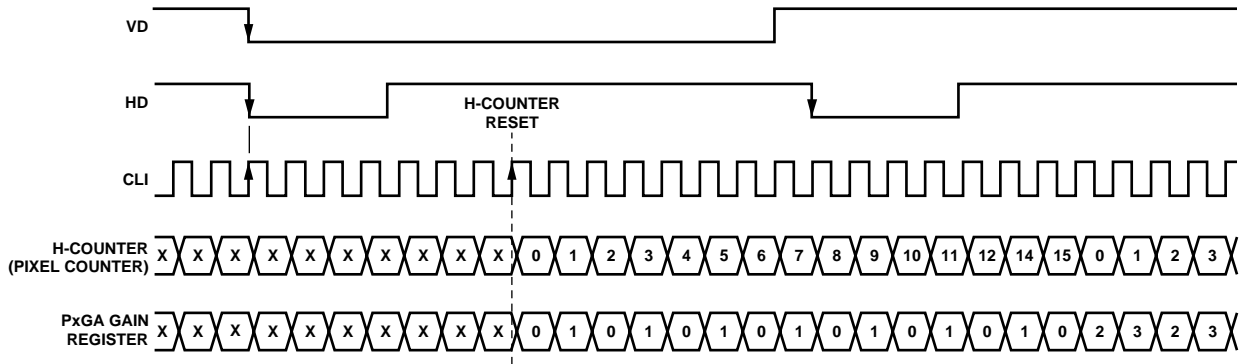 VD
HD
H-COUNTER
RESET
CLI
H-COUNTER
(PIXEL COUNTER)
X X X X X X X X X X 0 1 2 3 4 5 6 7 8 9 10 11 12 14 15 0 1 2 3
PxGA GAIN
REGISTER
X X X X X X X X X X 0 1 0 1 0 1 0 1 0 1 0 1 0 1 0 2 3 2 3